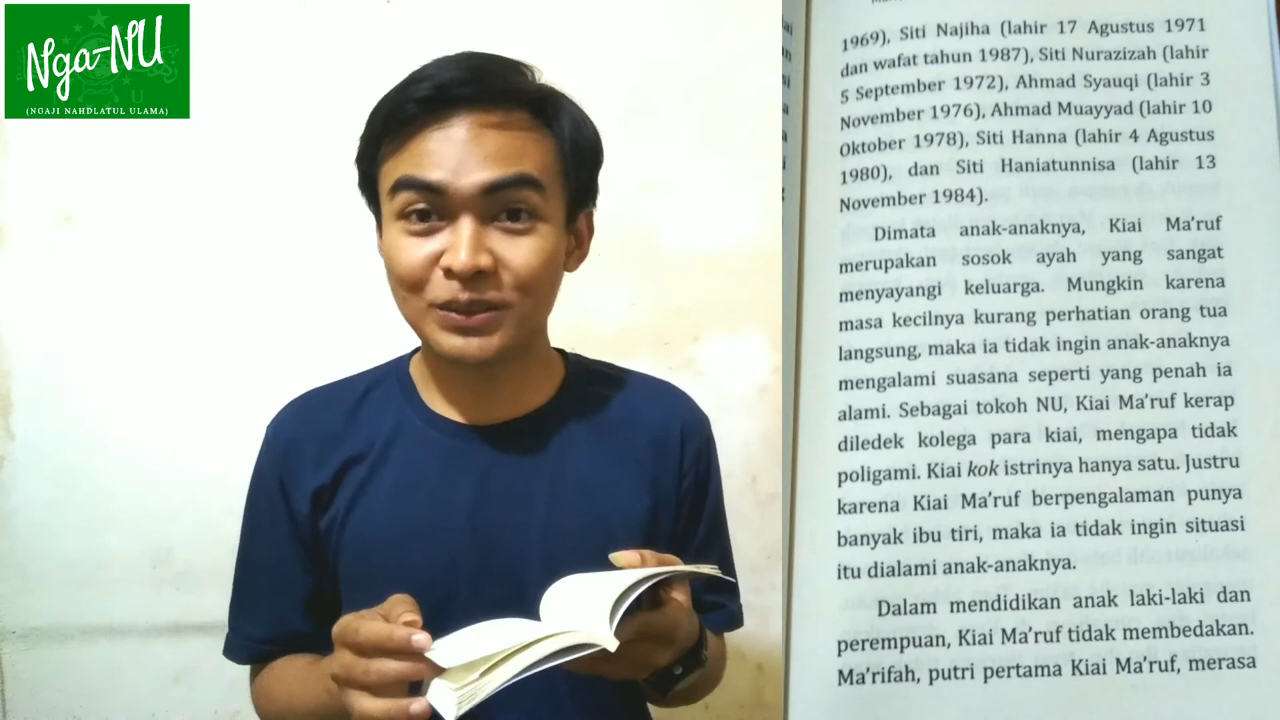 Nga-NU
(NGAJI NAHDLATUL ULAMA)
1969), Siti Najiha (lahir 17 Agustus 1971
dan wafat tahun 1987), Siti Nurazizah (lahir
5 September 1972), Ahmad Syauqi (lahir 3
November 1976), Ahmad Muayyad (lahir 10
Oktober 1978), Siti Hanna (lahir 4 Agustus
1980), dan Siti Haniatunnisa (lahir 13
November 1984).
Dimata anak-anaknya, Kiai Ma'ruf
merupakan sosok ayah yang sangat
menyayangi keluarga. Mungkin karena
masa kecilnya kurang perhatian orang tua
langsung, maka ia tidak ingin anak-anaknya
mengalami suasana seperti yang penah ia
alami. Sebagai tokoh NU, Kiai Ma'ruf kerap
diledek kolega para kiai, mengapa tidak
poligami. Kiai kok istrinya hanya satu. Justru
karena Kiai Ma'ruf berpengalaman punya
banyak ibu tiri, maka ia tidak ingin situasi
itu dialami anak-anaknya.
Dalam mendidikan anak laki-laki dan
perempuan, Kiai Ma'ruf tidak membedakan.
Ma'rifah, putri pertama Kiai Ma'ruf, merasa